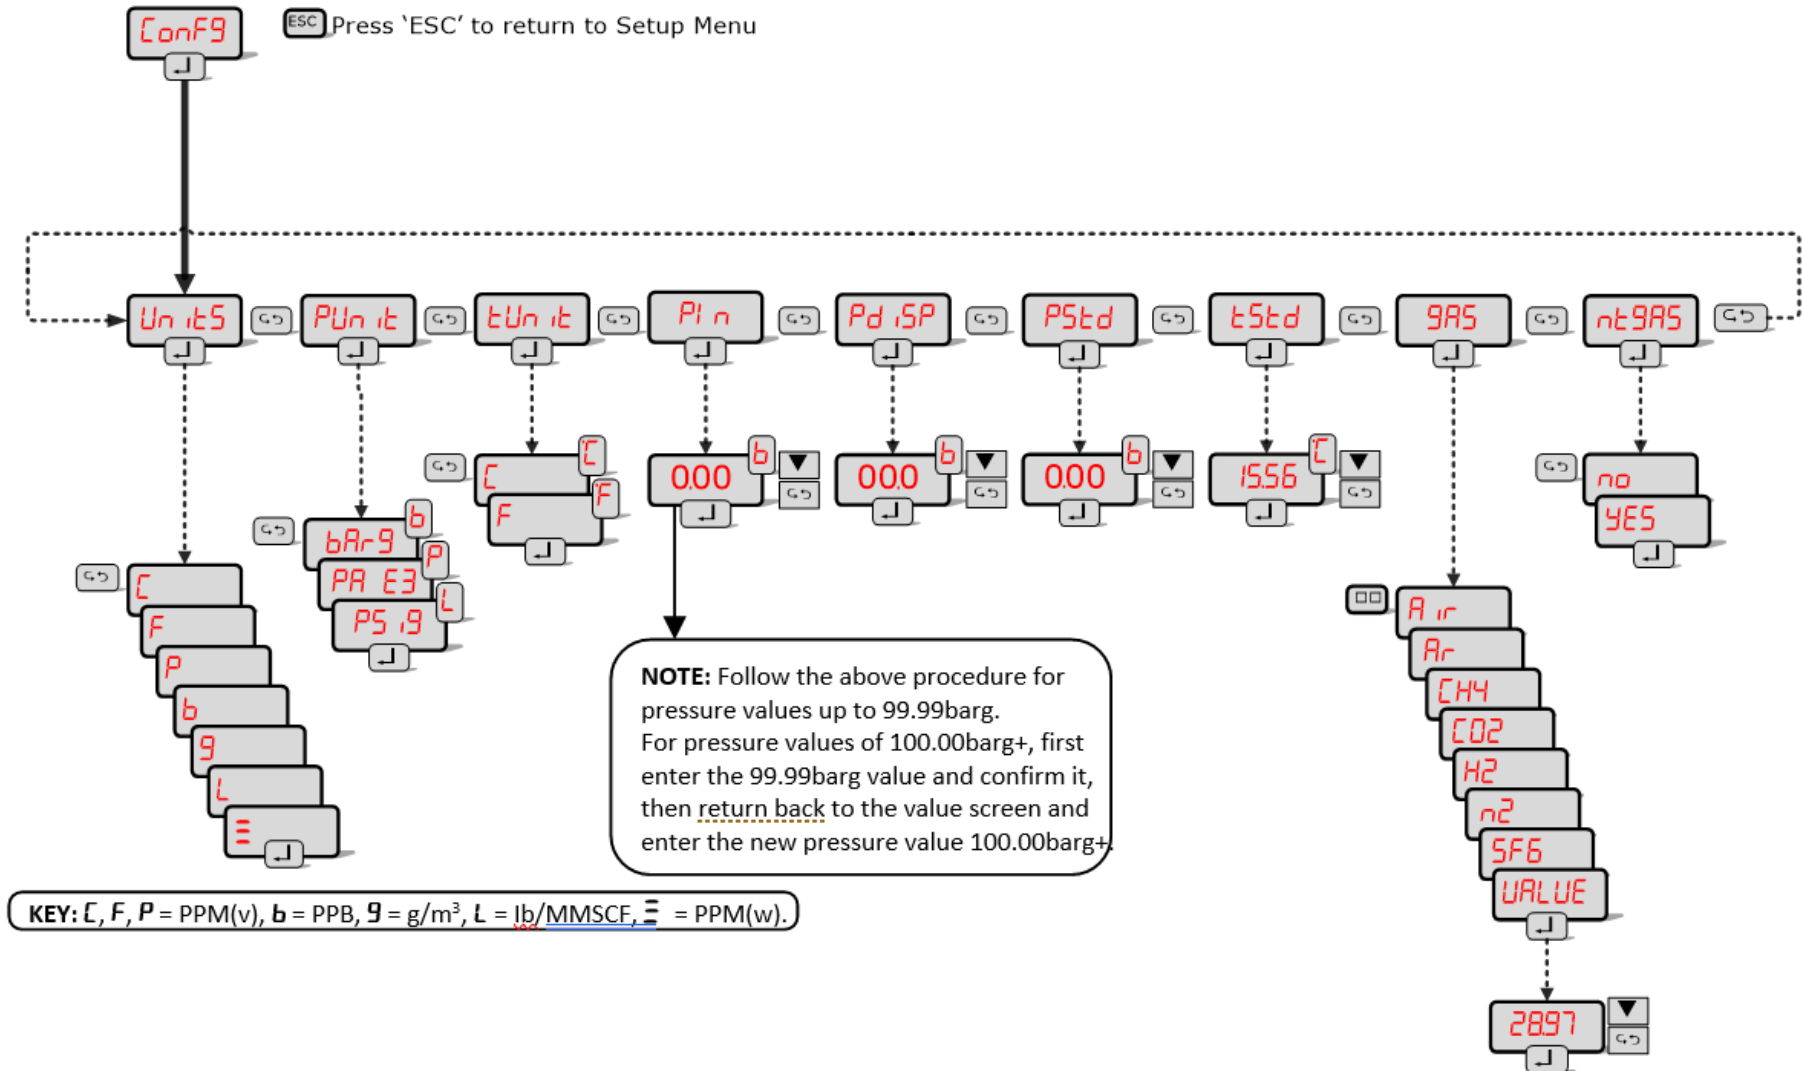 ConF9
ESC Press ‘ESC’ to return to Setup Menu
UnitS PUnit tUnit PIn PdiSP PStd tStd gAS ntgAS
C
F
P
b
g
L
Ξ
bArg b
PA E3 P
PSig L
C °C
F °F
0.00 b
00.0 b
0.00 b
15.56 °C
Air
Ar
CH4
CO2
H2
n2
SF6
VALUE
28.97
no
YES
NOTE: Follow the above procedure for
pressure values up to 99.99barg.
For pressure values of 100.00barg+, first
enter the 99.99barg value and confirm it,
then return back to the value screen and
enter the new pressure value 100.00barg+.
KEY: C, F, P = PPM(v), b = PPB, g = g/m³, L = Ib/MMSCF, Ξ = PPM(w).